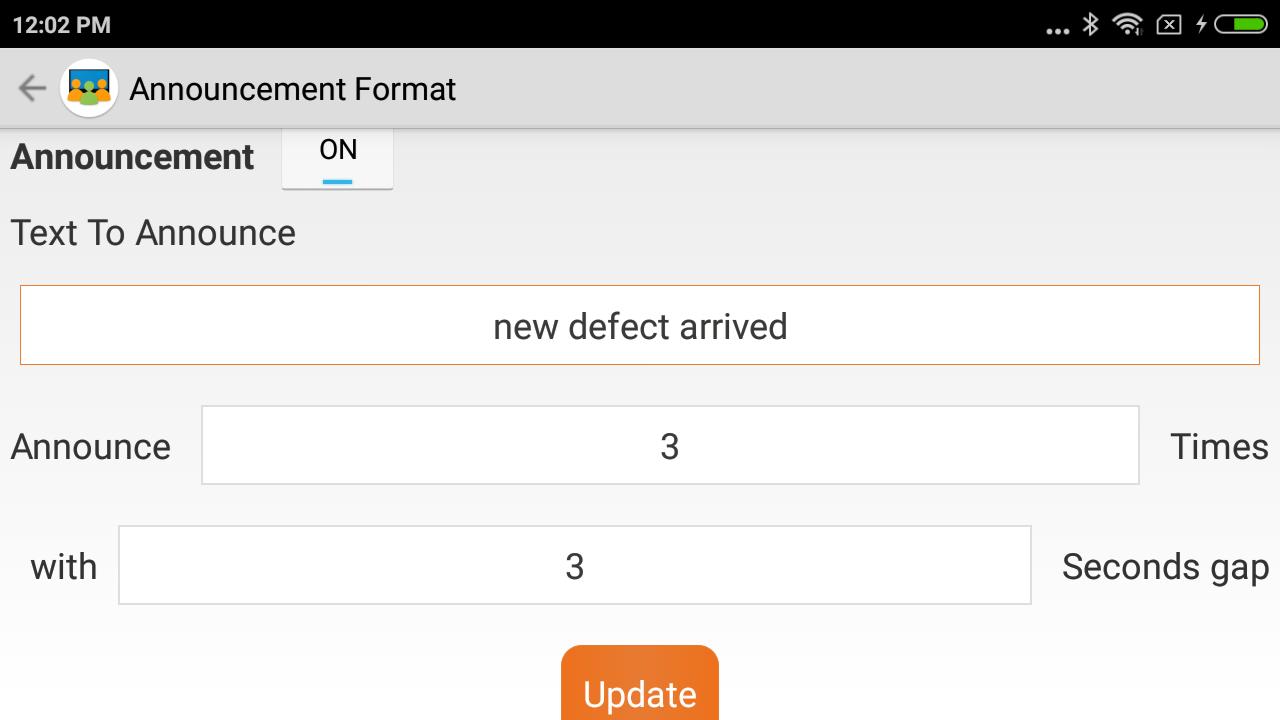 12:02 PM
Announcement Format
Announcement ON
Text To Announce
new defect arrived
Announce 3 Times
with 3 Seconds gap
Update